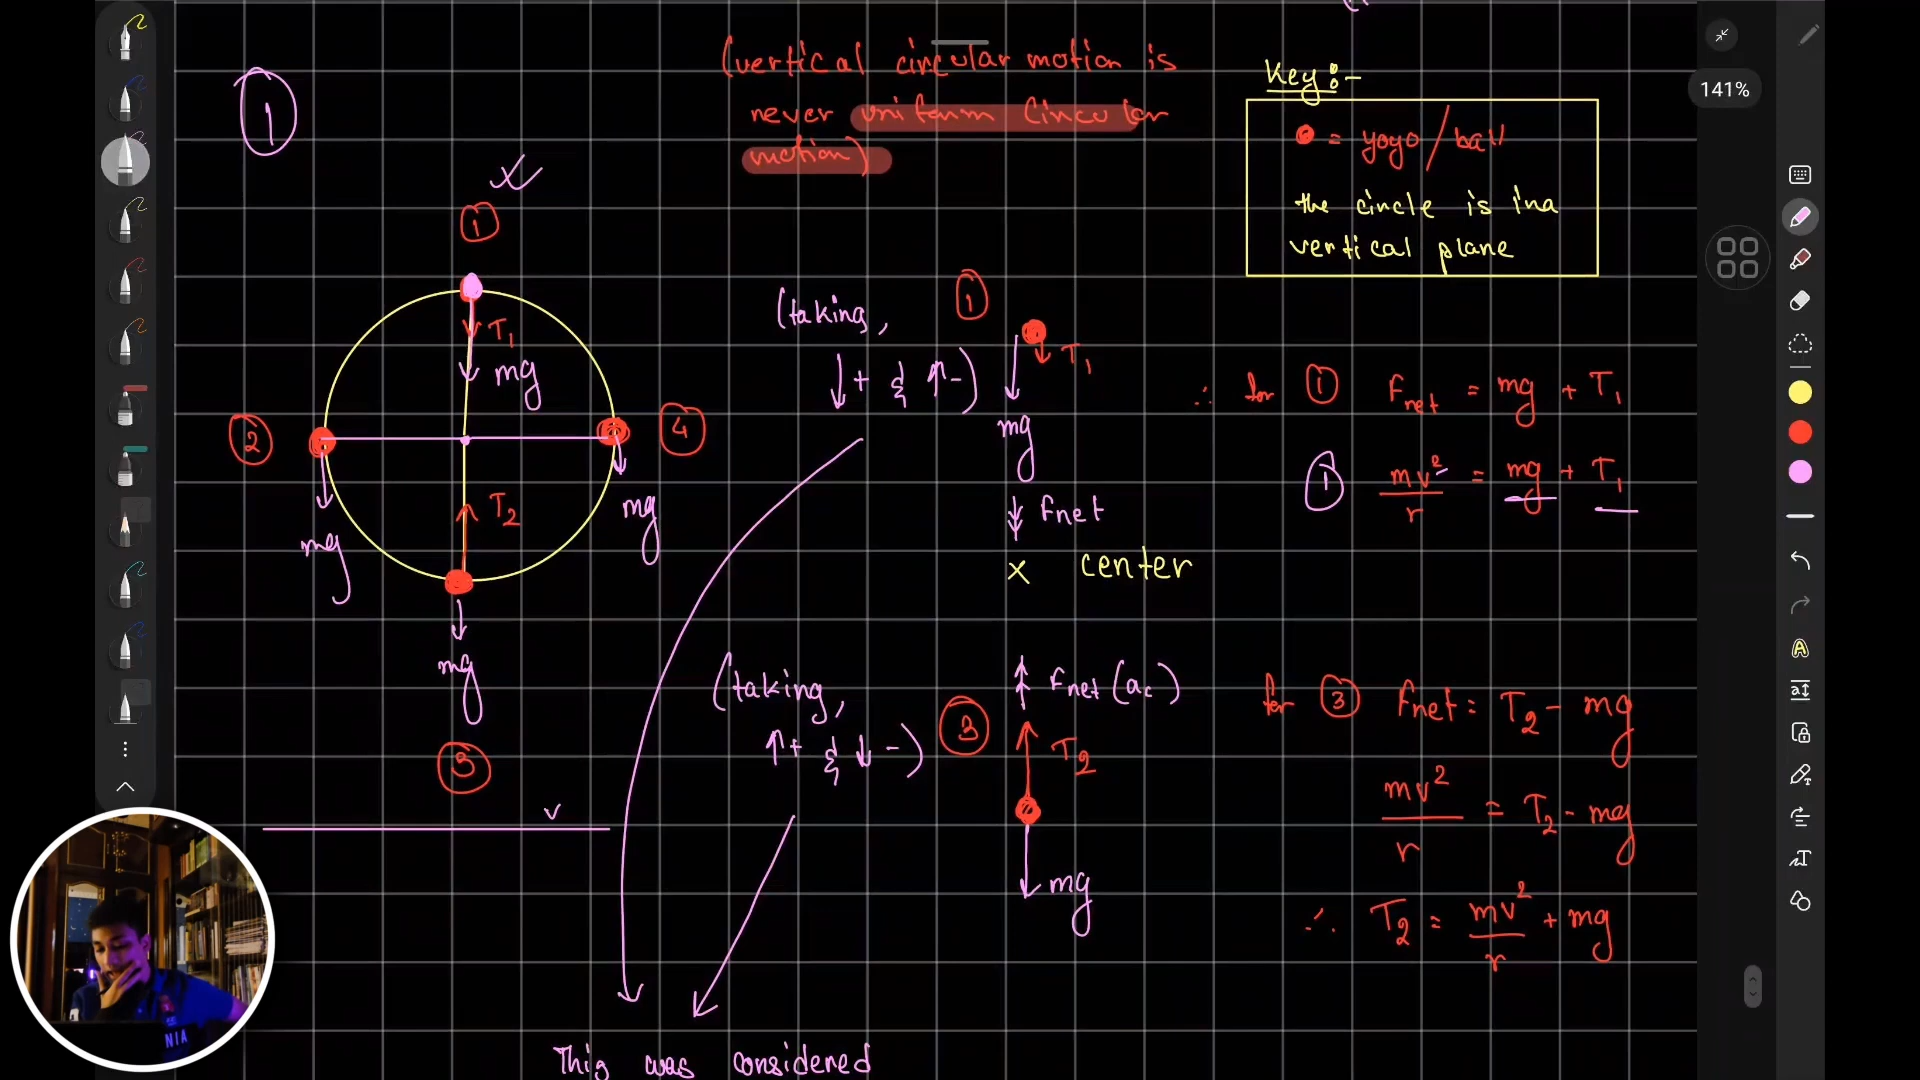 (vertical circular motion is
never uniform Circular
motion)
Key:-
= yoyo/ball
the circle is in a
vertical plane
141%
1
1
T1
mg
2
4
mg
T2
mg
mg
3
v
(taking,
↓+ & ↑-)
1
T1
mg
Fnet
x center
∴ for 1 Fnet = mg + T1
1 mv²/r = mg + T1
(taking,
↑+ & ↓-)
3
Fnet (ac)
T2
mg
for 3 Fnet = T2 - mg
mv²/r = T2 - mg
∴ T2 = mv²/r + mg
This was considered
NIA